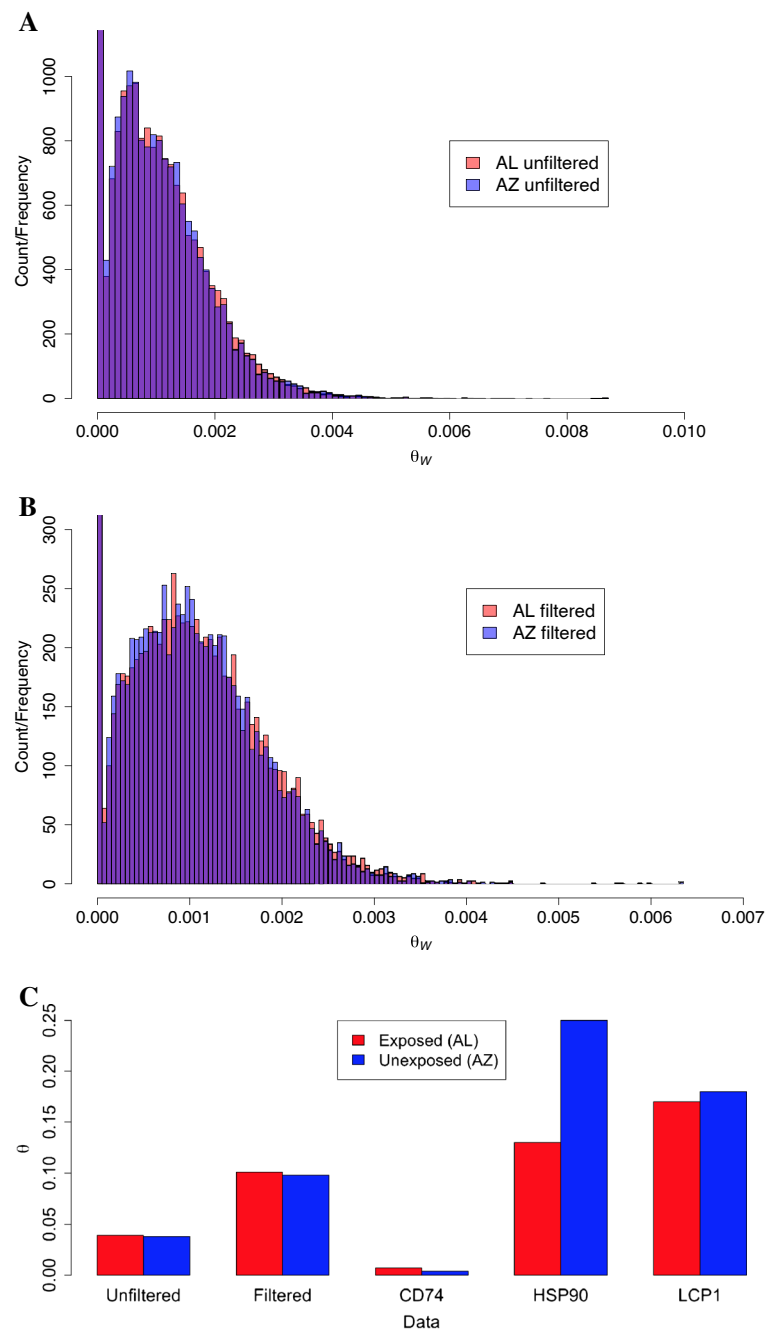 A
Count/Frequency
1000
800
600
400
200
0
AL unfiltered
AZ unfiltered
0.000 0.002 0.004 0.006 0.008 0.010
θW
B
Count/Frequency
300
250
200
150
100
50
0
AL filtered
AZ filtered
0.000 0.001 0.002 0.003 0.004 0.005 0.006 0.007
θW
C
θ
0.25
0.20
0.15
0.10
0.05
0.00
Exposed (AL)
Unexposed (AZ)
Unfiltered Filtered CD74 HSP90 LCP1
Data